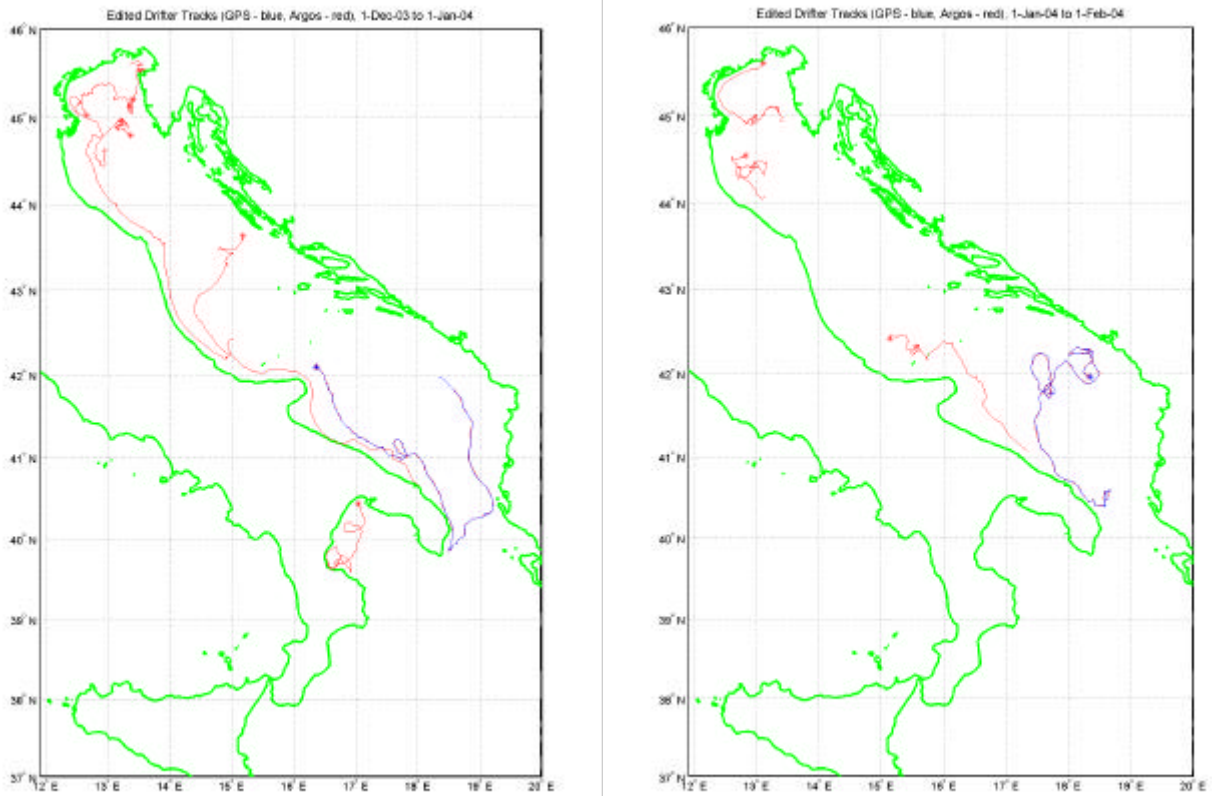 Edited Drifter Tracks (GPS - blue, Argos - red), 1-Dec-03 to 1-Jan-04
46° N
45° N
44° N
43° N
42° N
41° N
40° N
39° N
38° N
37° N
12° E 13° E 14° E 15° E 16° E 17° E 18° E 19° E 20° E
Edited Drifter Tracks (GPS - blue, Argos - red), 1-Jan-04 to 1-Feb-04
46° N
45° N
44° N
43° N
42° N
41° N
40° N
39° N
38° N
37° N
12° E 13° E 14° E 15° E 16° E 17° E 18° E 19° E 20° E